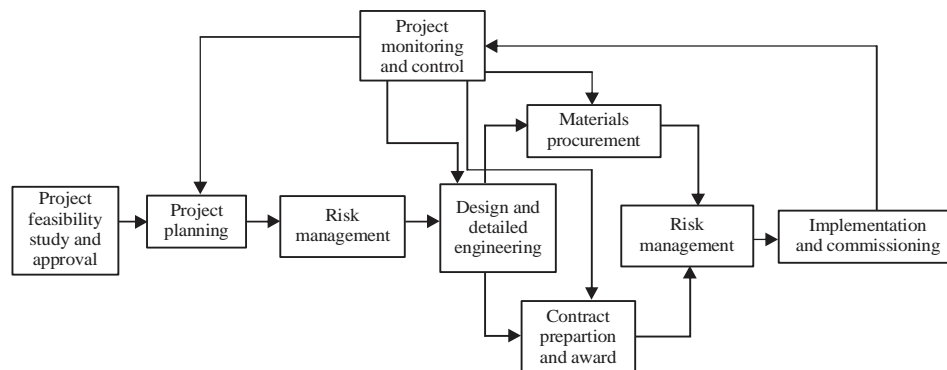 Project
monitoring
and control
Materials
procurement
Project
feasibility
study and
approval
Project
planning
Risk
management
Design and
detailed
engineering
Risk
management
Implementation
and commissioning
Contract
prepartion
and award